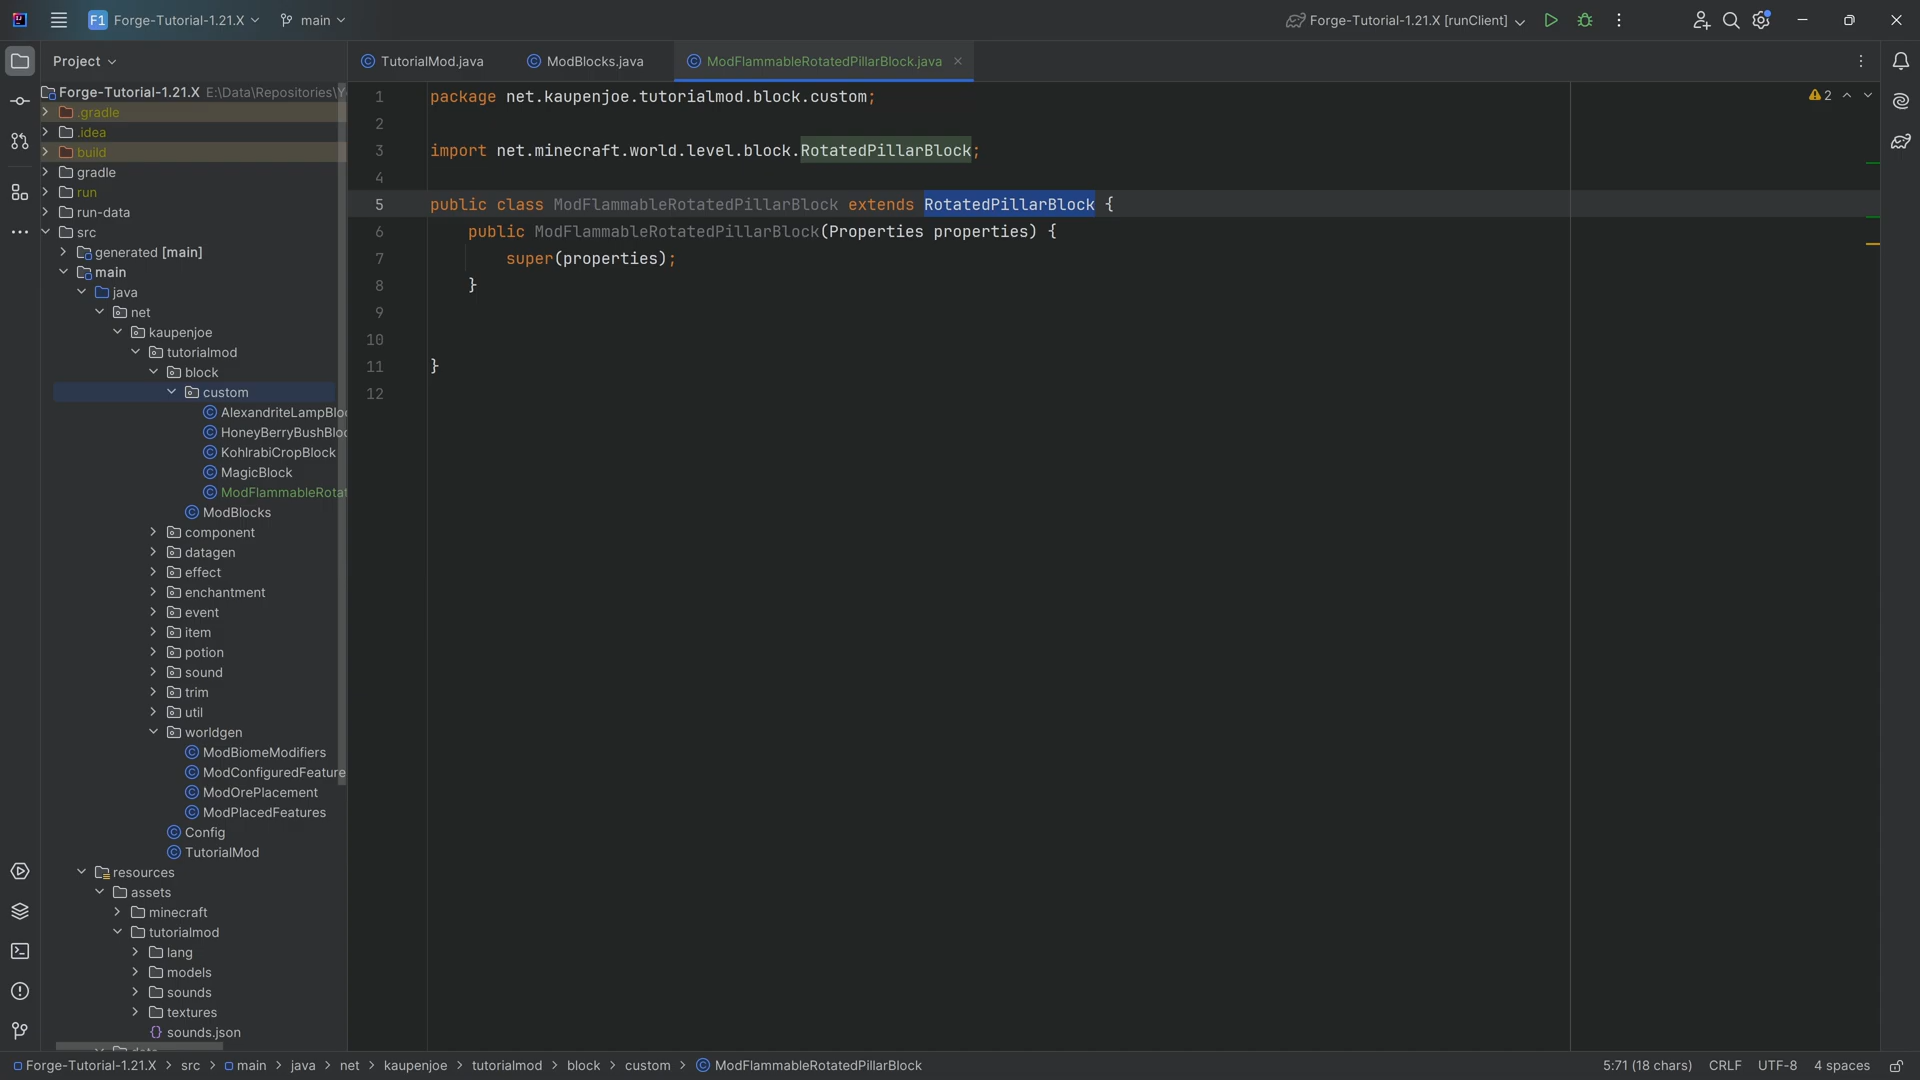 F1 Forge-Tutorial-1.21.X main Forge-Tutorial-1.21.X [runClient]
Project
TutorialMod.java ModBlocks.java ModFlammableRotatedPillarBlock.java
Forge-Tutorial-1.21.X E:\Data\Repositories\Y
.gradle
.idea
build
gradle
run
run-data
src
generated [main]
main
java
net
kaupenjoe
tutorialmod
block
custom
AlexandriteLampBloc
HoneyBerryBushBloc
KohlrabiCropBlock
MagicBlock
ModFlammableRotat
ModBlocks
component
datagen
effect
enchantment
event
item
potion
sound
trim
util
worldgen
ModBiomeModifiers
ModConfiguredFeature
ModOrePlacement
ModPlacedFeatures
Config
TutorialMod
resources
assets
minecraft
tutorialmod
lang
models
sounds
textures
sounds.json
2
1 package net.kaupenjoe.tutorialmod.block.custom;
2
3 import net.minecraft.world.level.block.RotatedPillarBlock;
4
5 public class ModFlammableRotatedPillarBlock extends RotatedPillarBlock {
6 public ModFlammableRotatedPillarBlock(Properties properties) {
7 super(properties);
8 }
9
10
11 }
12
Forge-Tutorial-1.21.X > src > main > java > net > kaupenjoe > tutorialmod > block > custom > ModFlammableRotatedPillarBlock 5:71 (18 chars) CRLF UTF-8 4 spaces